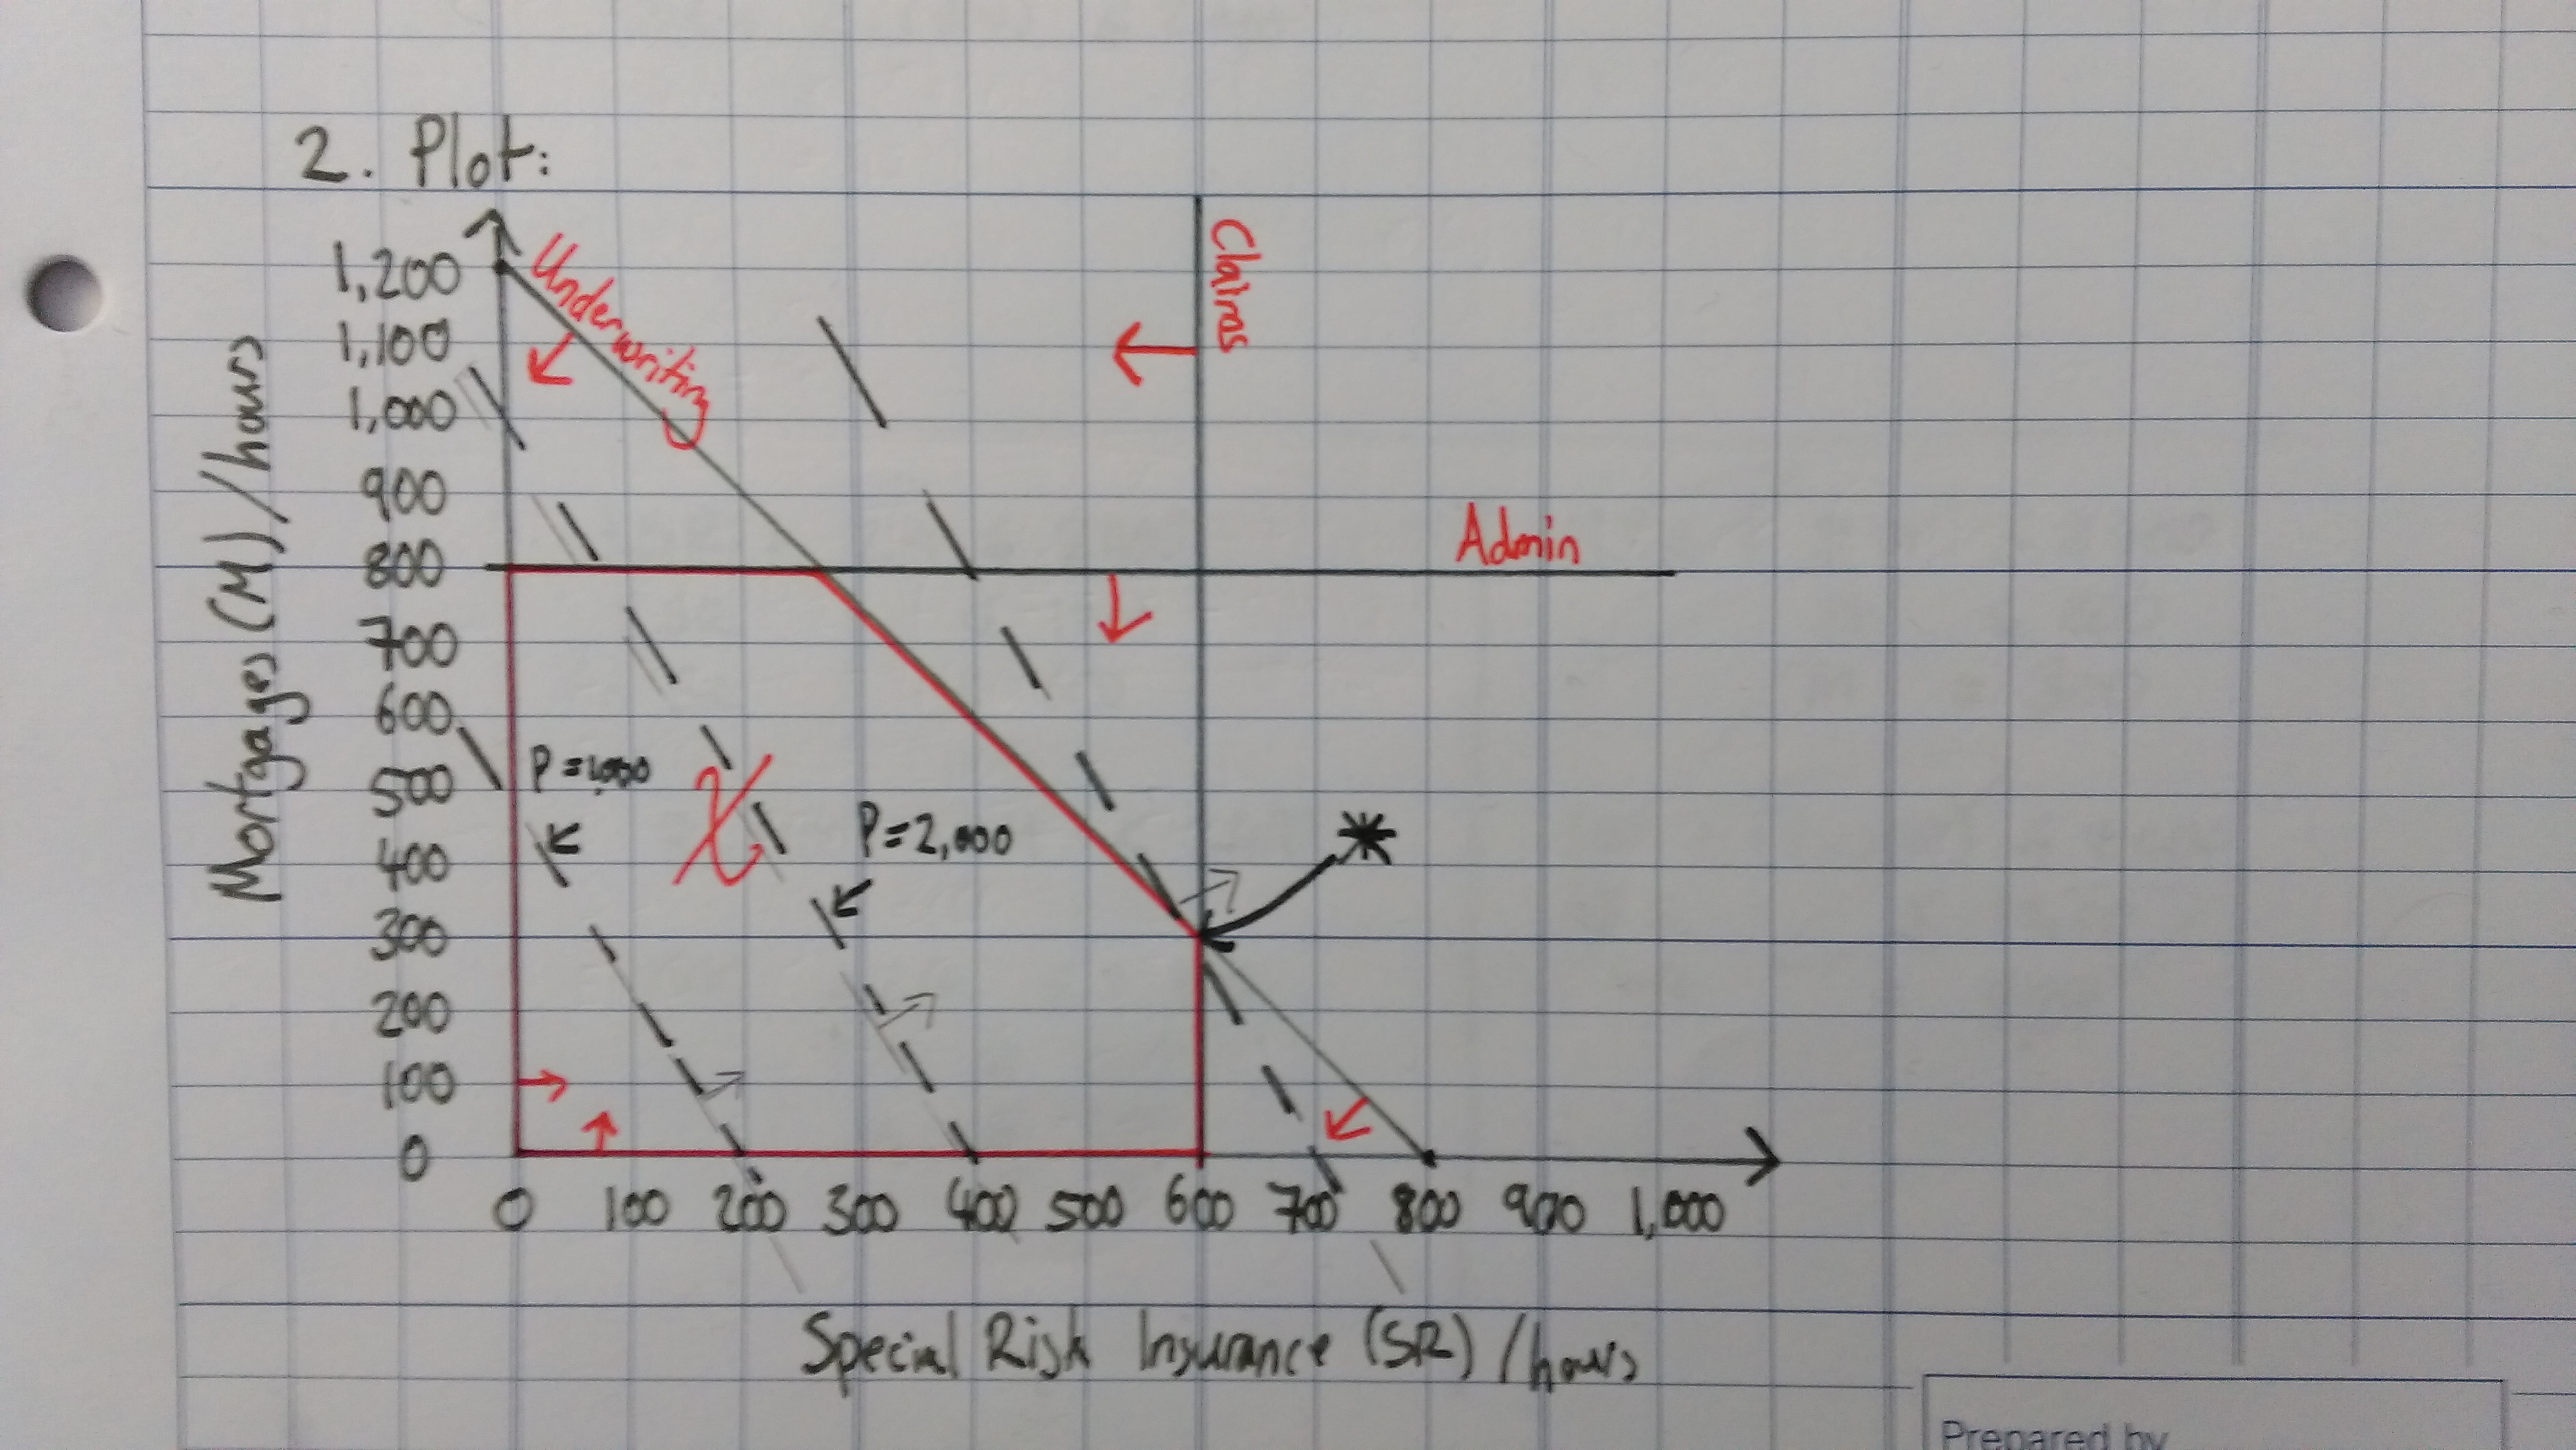 2. Plot:
1,200
1,100
1,000
900
800
700
600
500
400
300
200
100
0
Mortgages (M) / hours
Underwriting
Claims
Admin
P = 1,000
P = 2,000
*
0 100 200 300 400 500 600 700 800 900 1,000
Special Risk Insurance (SR) / hours
Prepared by